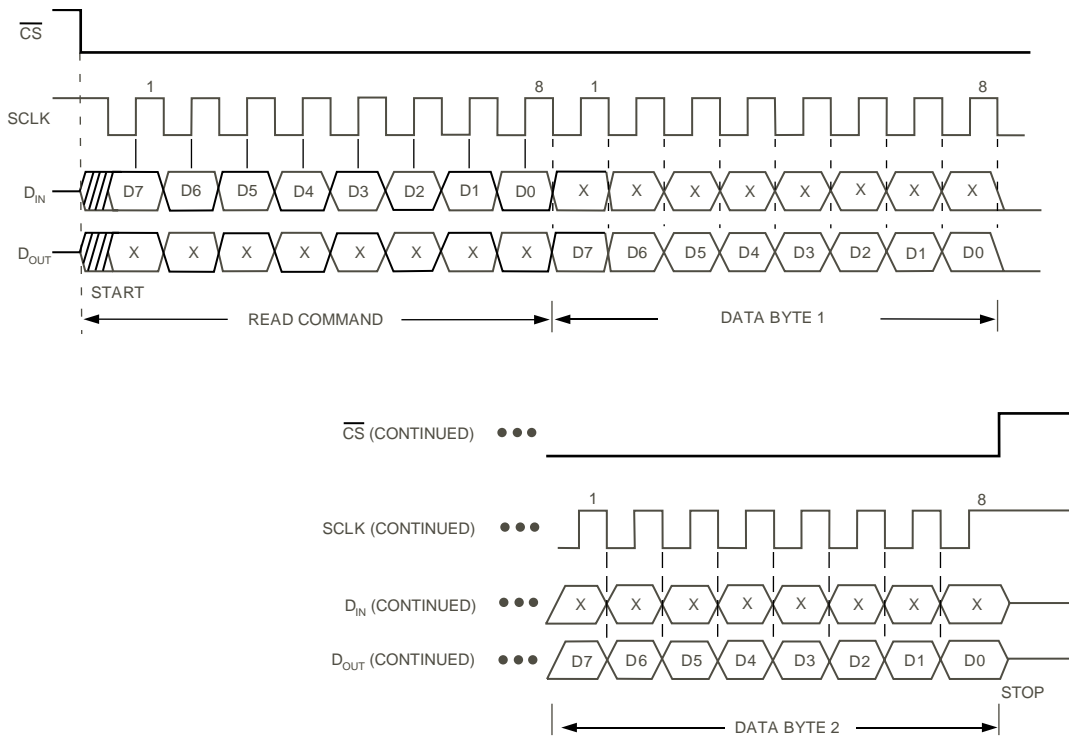 CS
1 8 1 8
SCLK
D7 D6 D5 D4 D3 D2 D1 D0 X X X X X X X X
DIN
X X X X X X X X D7 D6 D5 D4 D3 D2 D1 D0
DOUT
START
READ COMMAND DATA BYTE 1
CS (CONTINUED)
1 8
SCLK (CONTINUED)
DIN (CONTINUED) X X X X X X X X
DOUT (CONTINUED) D7 D6 D5 D4 D3 D2 D1 D0
STOP
DATA BYTE 2